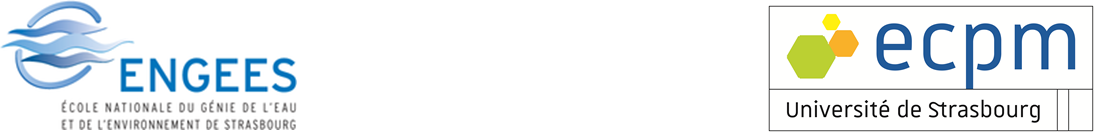 ENGEES
ÉCOLE NATIONALE DU GÉNIE DE L'EAU
ET DE L'ENVIRONNEMENT DE STRASBOURG
ecpm
Université de Strasbourg